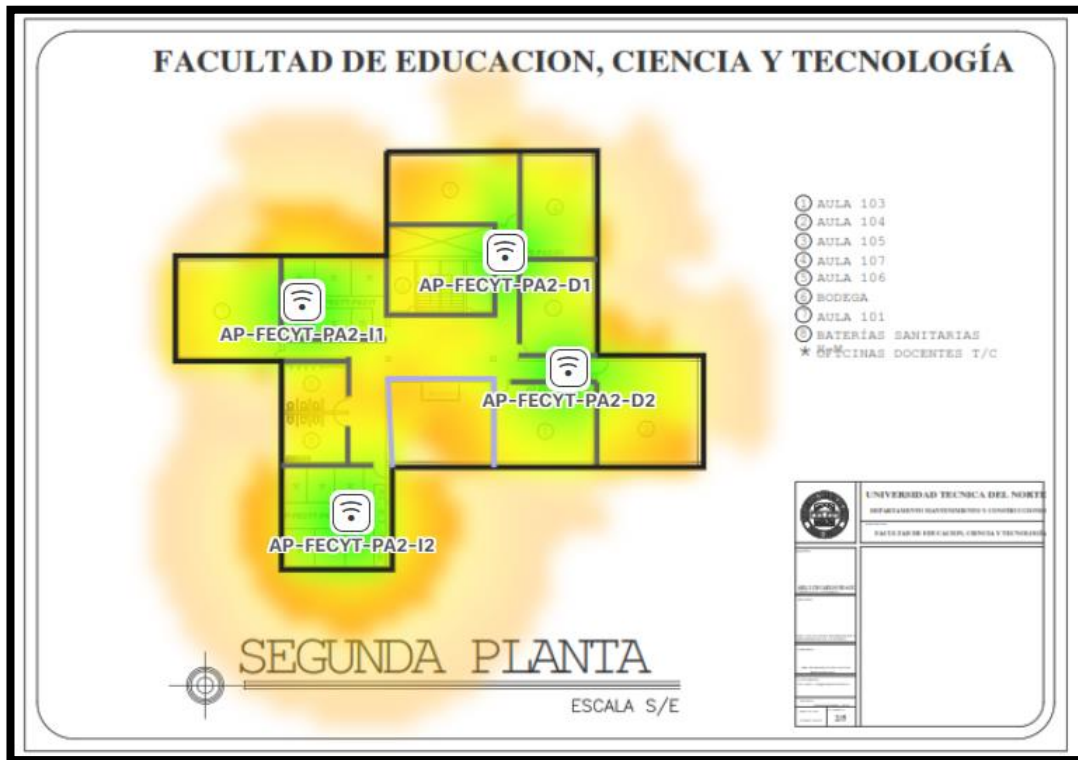 FACULTAD DE EDUCACION, CIENCIA Y TECNOLOGÍA
① AULA 103
② AULA 104
③ AULA 105
④ AULA 107
⑤ AULA 106
⑥ BODEGA
⑦ AULA 101
⑧ BATERÍAS SANITARIAS
* OFICINAS DOCENTES T/C
AP-FECYT-PA2-D1
AP-FECYT-PA2-I1
AP-FECYT-PA2-D2
AP-FECYT-PA2-I2
SEGUNDA PLANTA
ESCALA S/E
UNIVERSIDAD TECNICA DEL NORTE
DEPARTAMENTO MANTENIMIENTO Y CONSTRUCCIONES
FACULTAD DE EDUCACION, CIENCIA Y TECNOLOGIA